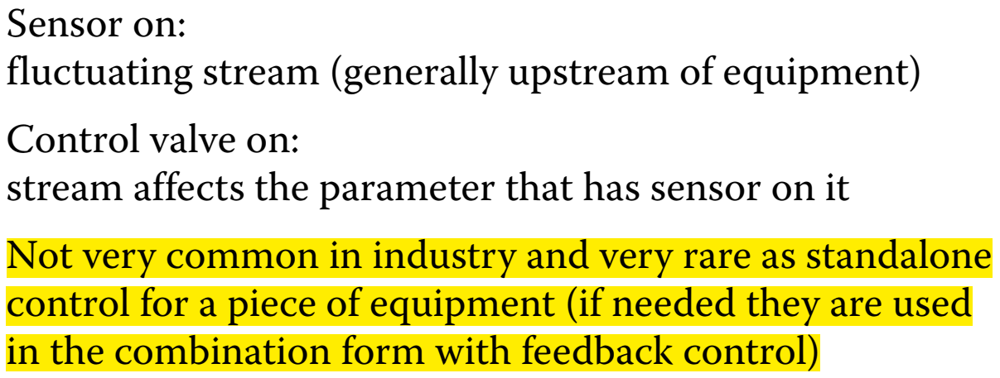 Sensor on:
fluctuating stream (generally upstream of equipment)
Control valve on:
stream affects the parameter that has sensor on it
Not very common in industry and very rare as standalone
control for a piece of equipment (if needed they are used
in the combination form with feedback control)